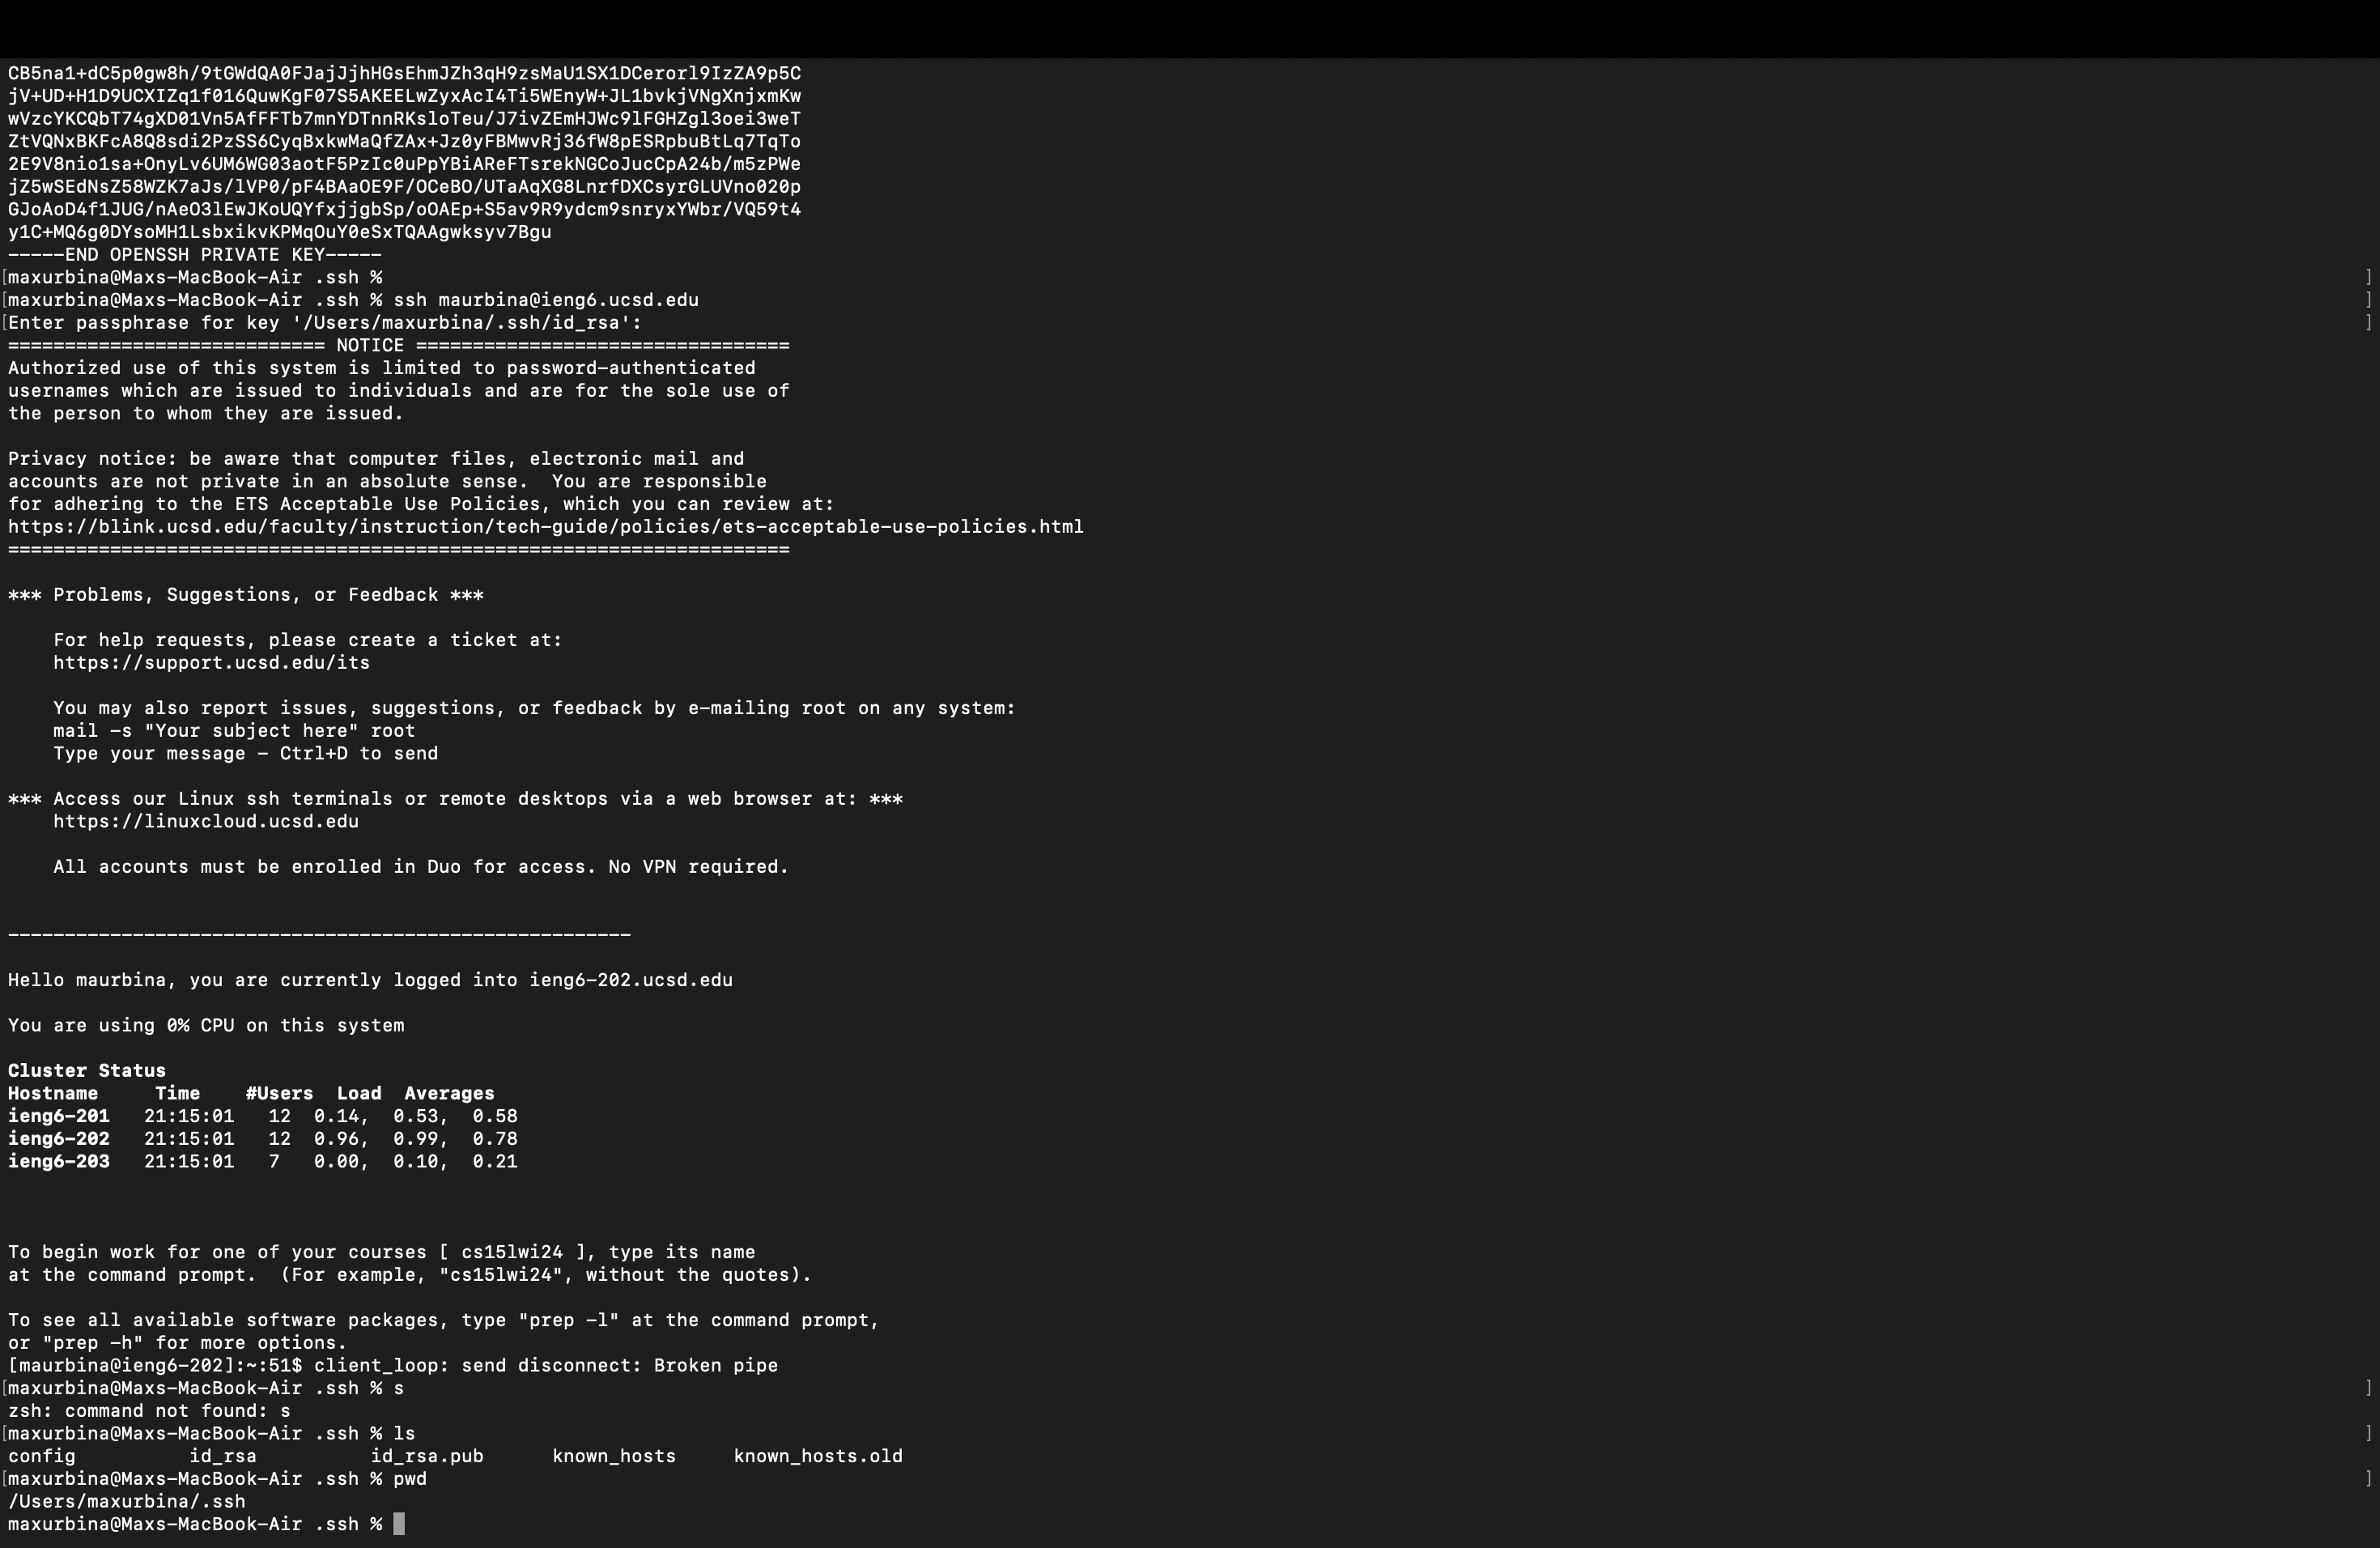 CB5na1+dC5p0gw8h/9tGWdQA0FJajJjhHGsEhmJZh3qH9zsMaU1SX1DCerorl9IzZA9p5C
jV+UD+H1D9UCXIZq1f016QuwKgF07S5AKEELwZyxAcI4Ti5WEnyW+JL1bvkjVNgXnjxmKw
wVzcYKCQbT74gXD01Vn5AfFFTb7mnYDTnnRKsloTeu/J7ivZEmHJWc9lFGHZgl3oei3weT
ZtVQNxBKFcA8Q8sdi2PzSS6CyqBxkwMaQfZAx+Jz0yFBMwvRj36fW8pESRpbuBtLq7TqTo
2E9V8nio1sa+OnyLv6UM6WG03aotF5PzIc0uPpYBiAReFTsrekNGCoJucCpA24b/m5zPWe
jZ5wSEdNsZ58WZK7aJs/lVP0/pF4BAaOE9F/OCeBO/UTaAqXG8LnrfDXCsyrGLUVno020p
GJoAoD4f1JUG/nAeO3lEwJKoUQYfxjjgbSp/oOAEp+S5av9R9ydcm9snryxYWbr/VQ59t4
y1C+MQ6g0DYsoMH1LsbxikvKPMqOuY0eSxTQAAgwksyv7Bgu
-----END OPENSSH PRIVATE KEY-----
[maxurbina@Maxs-MacBook-Air .ssh % ]
[maxurbina@Maxs-MacBook-Air .ssh % ssh maurbina@ieng6.ucsd.edu ]
[Enter passphrase for key '/Users/maxurbina/.ssh/id_rsa': ]
============================ NOTICE =================================
Authorized use of this system is limited to password-authenticated
usernames which are issued to individuals and are for the sole use of
the person to whom they are issued.
Privacy notice: be aware that computer files, electronic mail and
accounts are not private in an absolute sense.  You are responsible
for adhering to the ETS Acceptable Use Policies, which you can review at:
https://blink.ucsd.edu/faculty/instruction/tech-guide/policies/ets-acceptable-use-policies.html
=====================================================================
*** Problems, Suggestions, or Feedback ***
For help requests, please create a ticket at:
https://support.ucsd.edu/its
You may also report issues, suggestions, or feedback by e-mailing root on any system:
mail -s "Your subject here" root
Type your message - Ctrl+D to send
*** Access our Linux ssh terminals or remote desktops via a web browser at: ***
https://linuxcloud.ucsd.edu
All accounts must be enrolled in Duo for access. No VPN required.
-------------------------------------------------------
Hello maurbina, you are currently logged into ieng6-202.ucsd.edu
You are using 0% CPU on this system
Cluster Status
Hostname     Time    #Users  Load  Averages
ieng6-201   21:15:01   12  0.14,  0.53,  0.58
ieng6-202   21:15:01   12  0.96,  0.99,  0.78
ieng6-203   21:15:01   7   0.00,  0.10,  0.21
To begin work for one of your courses [ cs15lwi24 ], type its name
at the command prompt.  (For example, "cs15lwi24", without the quotes).
To see all available software packages, type "prep -l" at the command prompt,
or "prep -h" for more options.
[maurbina@ieng6-202]:~:51$ client_loop: send disconnect: Broken pipe
[maxurbina@Maxs-MacBook-Air .ssh % s ]
zsh: command not found: s
[maxurbina@Maxs-MacBook-Air .ssh % ls ]
config          id_rsa          id_rsa.pub      known_hosts     known_hosts.old
[maxurbina@Maxs-MacBook-Air .ssh % pwd ]
/Users/maxurbina/.ssh
maxurbina@Maxs-MacBook-Air .ssh %